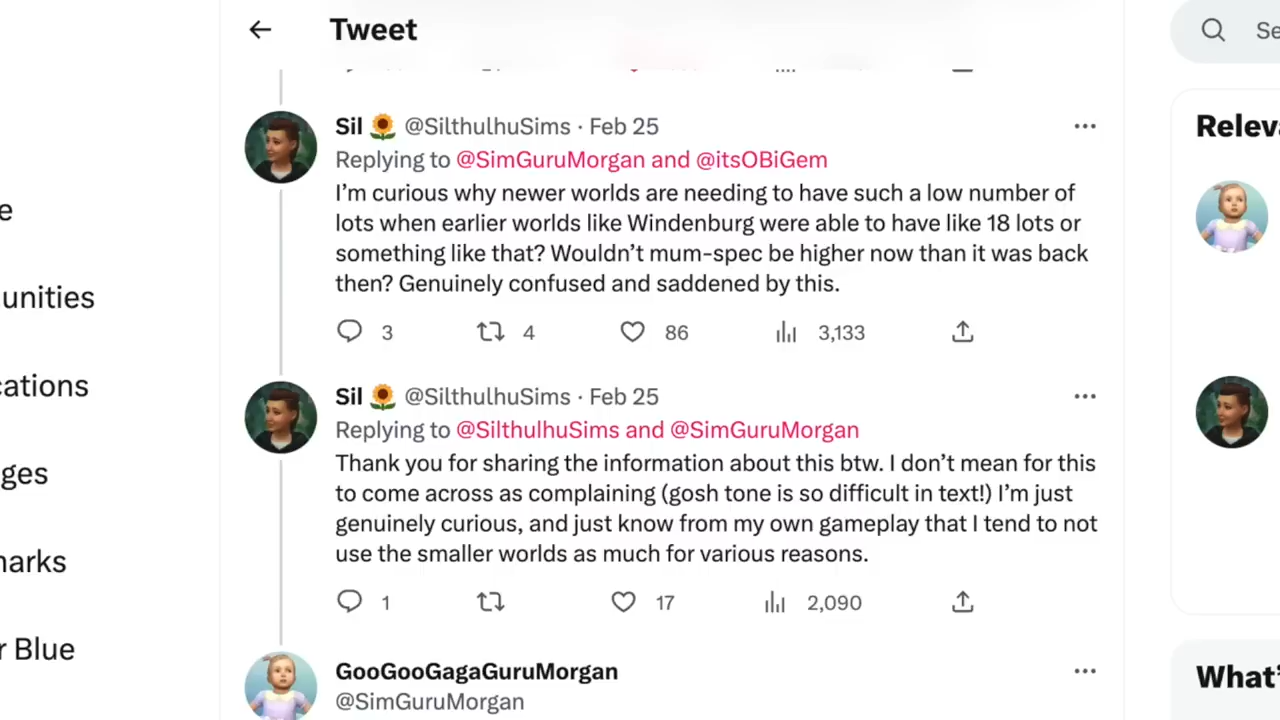 Tweet
Se
Sil 🌻 @SilthulhuSims · Feb 25
Replying to @SimGuruMorgan and @itsOBiGem
I'm curious why newer worlds are needing to have such a low number of
lots when earlier worlds like Windenburg were able to have like 18 lots or
something like that? Wouldn't mum-spec be higher now than it was back
then? Genuinely confused and saddened by this.
3 4 86 3,133
Sil 🌻 @SilthulhuSims · Feb 25
Replying to @SilthulhuSims and @SimGuruMorgan
Thank you for sharing the information about this btw. I don't mean for this
to come across as complaining (gosh tone is so difficult in text!) I'm just
genuinely curious, and just know from my own gameplay that I tend to not
use the smaller worlds as much for various reasons.
1 17 2,090
GooGooGagaGuruMorgan
@SimGuruMorgan
e
unities
cations
ges
narks
r Blue
Relev
What'